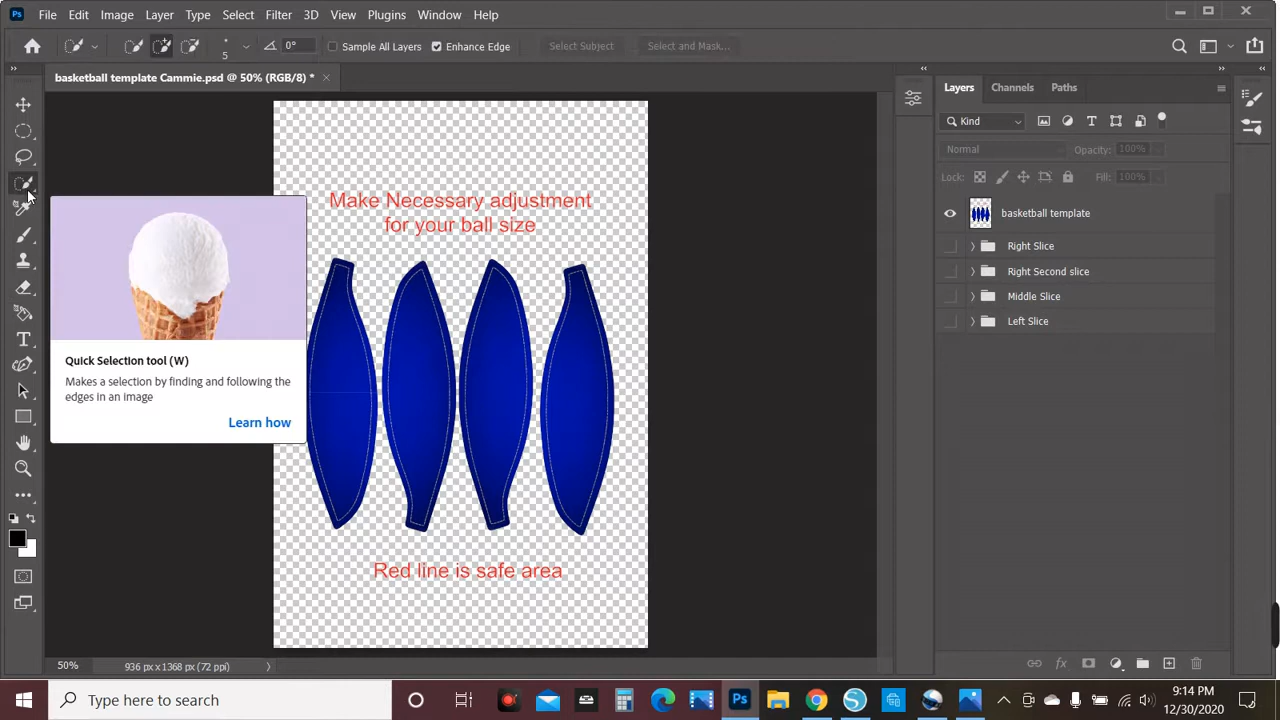 Ps File Edit Image Layer Type Select Filter 3D View Plugins Window Help
5 0° Sample All Layers Enhance Edge Select Subject Select and Mask...
basketball template Cammie.psd @ 50% (RGB/8) *
Layers Channels Paths
Kind
Normal Opacity: 100%
Lock: Fill: 100%
basketball template
Right Slice
Right Second slice
Middle Slice
Left Slice
Make Necessary adjustment
for your ball size
Quick Selection tool (W)
Makes a selection by finding and following the
edges in an image
Learn how
Red line is safe area
50% 936 px x 1368 px (72 ppi)
Type here to search
Ps
9:14 PM
12/30/2020